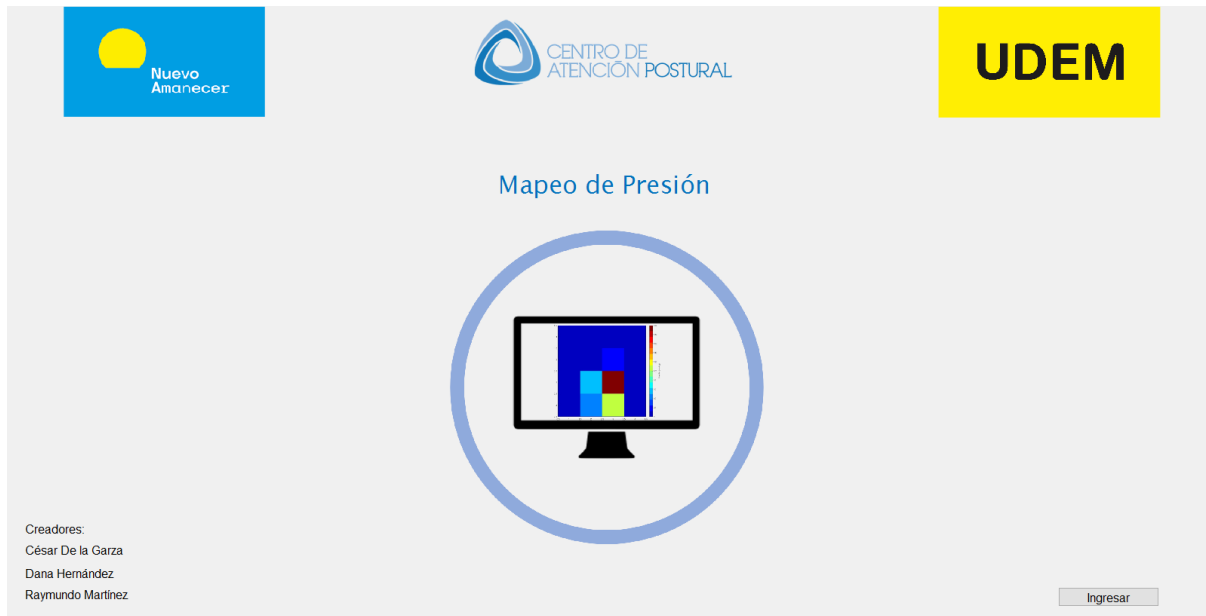 Nuevo
Amanecer
CENTRO DE
ATENCIÓN POSTURAL
UDEM
Mapeo de Presión
Creadores:
César De la Garza
Dana Hernández
Raymundo Martínez
Ingresar